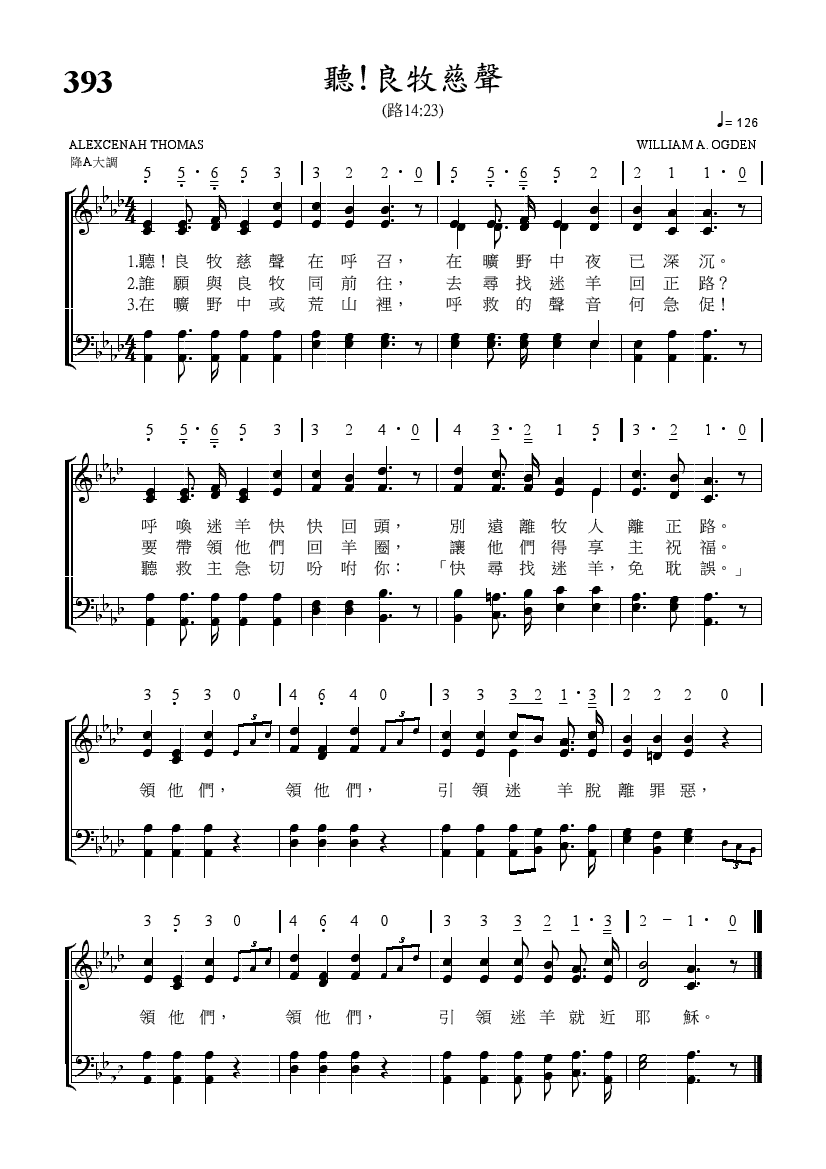 393
聽!良牧慈聲
(路14:23)
♩= 126
ALEXCENAH THOMAS WILLIAM A. OGDEN
降A大調
5 5·6 5 3 | 3 2 2·0 | 5 5·6 5 2 | 2 1 1·0 |
1.聽!良牧慈聲在呼召,在曠野中夜已深沉。
2.誰願與良牧同前往,去尋找迷羊回正路?
3.在曠野中或荒山裡,呼救的聲音何急促!
5 5·6 5 3 | 3 2 4·0 | 4 3·2 1 5 | 3·2 1·0 |
呼喚迷羊快快回頭,別遠離牧人離正路。
要帶領他們回羊圈,讓他們得享主祝福。
聽救主急切吩咐你:「快尋找迷羊,免耽誤。」
3 5 3 0 | 4 6 4 0 | 3 3 32 1·3 | 2 2 2 0 |
3 3 3
領他們,領他們,引領迷羊脫離罪惡,
3
3 5 3 0 | 4 6 4 0 | 3 3 3 2 1·3 | 2 - 1·0 ‖
3 3
領他們,領他們,引領迷羊就近耶穌。